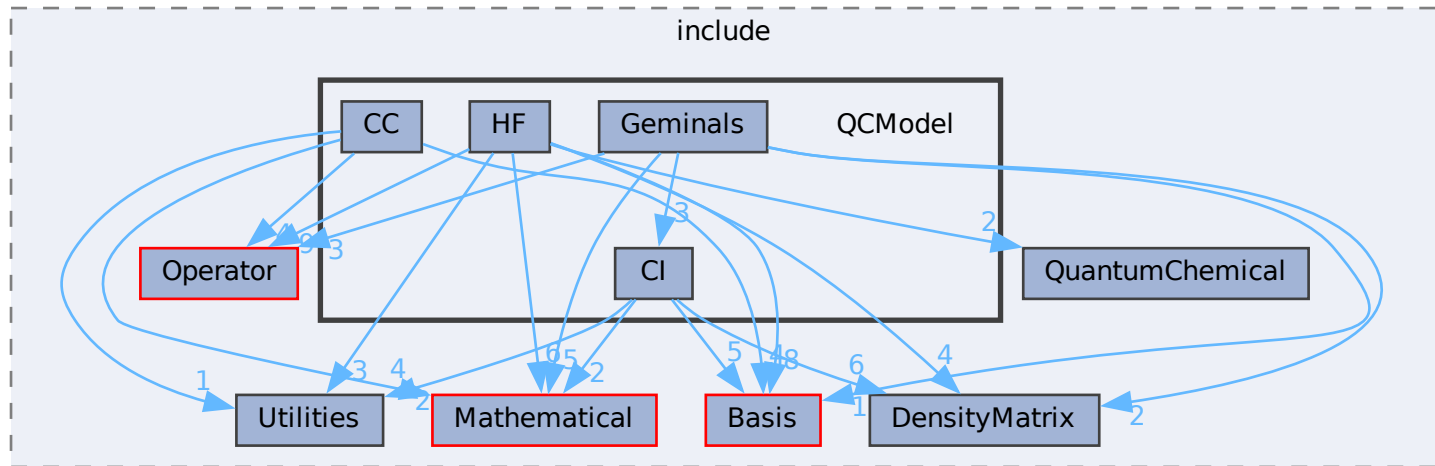 include
CC
HF
Geminals
QCModel
2
3
4
9
3
Operator
CI
QuantumChemical
1
3
4
2
6
5
2
5
4
8
6
1
4
2
Utilities
Mathematical
Basis
DensityMatrix